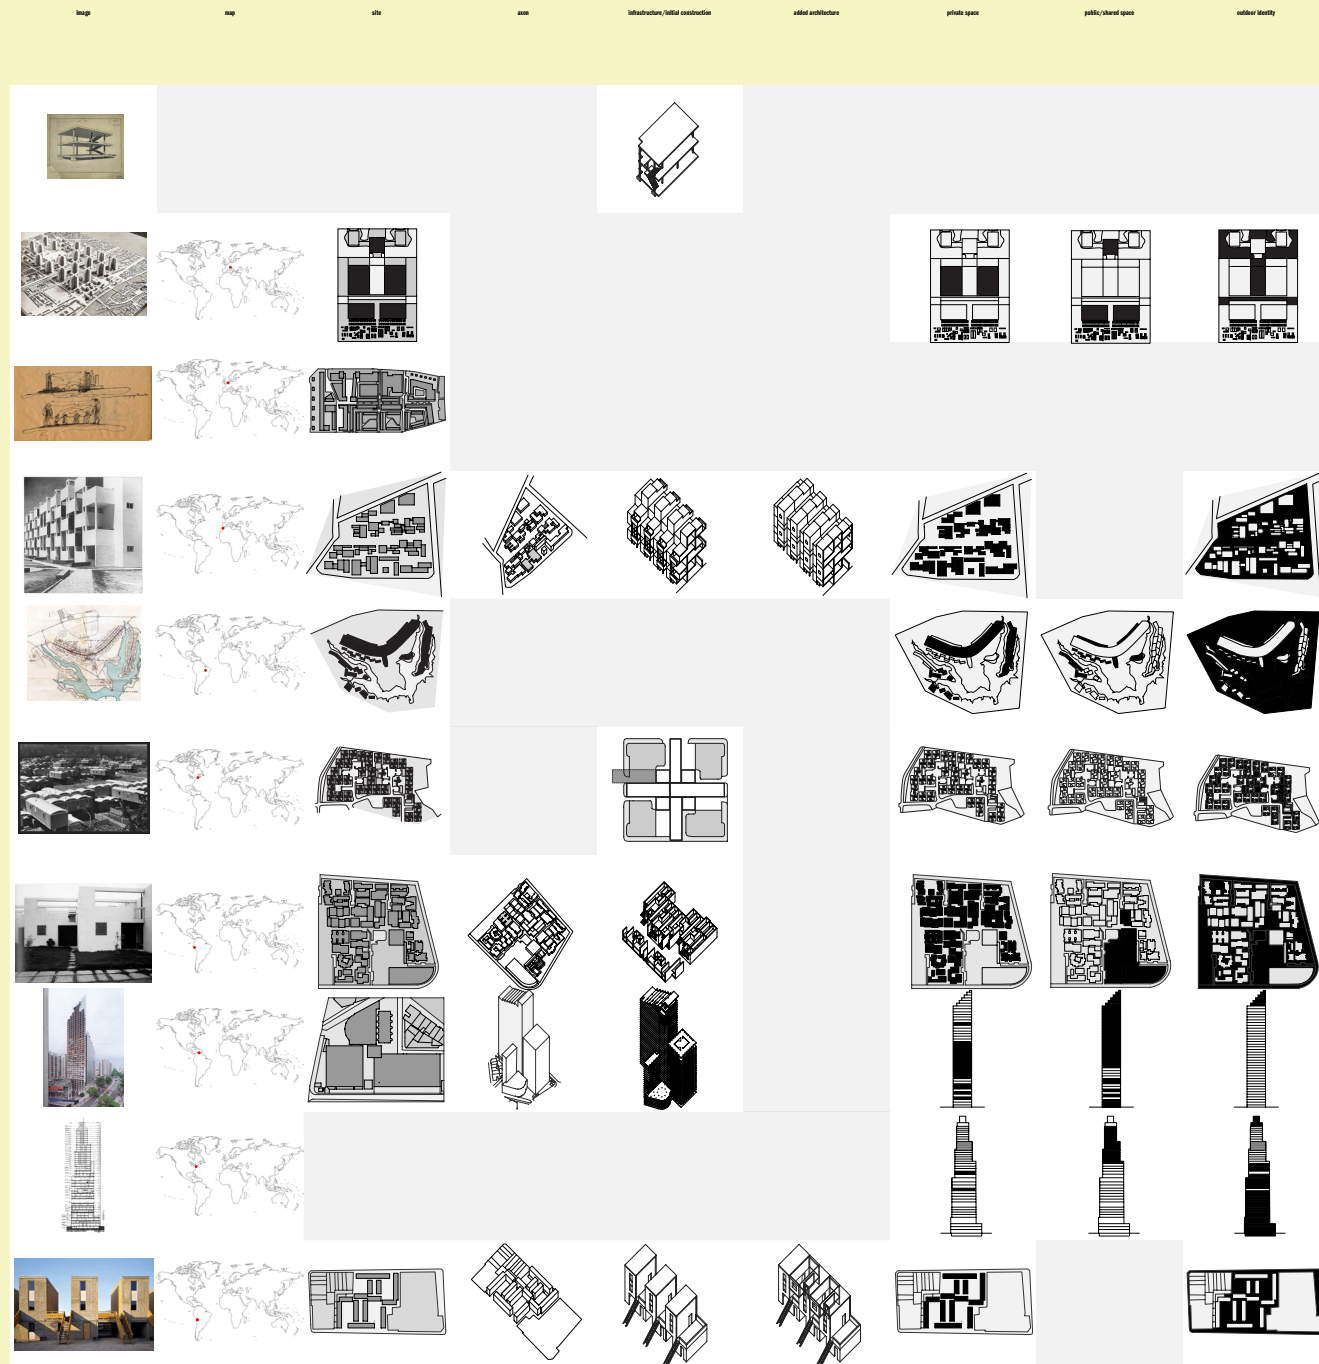 image
map
site
axon
infrastructure/initial construction
added architecture
private space
public/shared space
outdoor identity